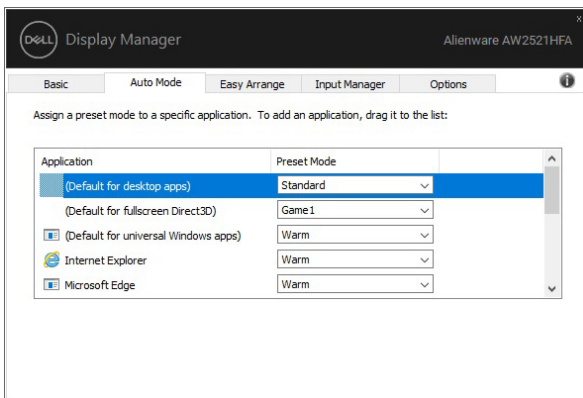 DELL Display Manager
Alienware AW2521HFA
x
Basic
Auto Mode
Easy Arrange
Input Manager
Options
i
Assign a preset mode to a specific application. To add an application, drag it to the list:
Application Preset Mode
(Default for desktop apps) Standard
(Default for fullscreen Direct3D) Game1
(Default for universal Windows apps) Warm
Internet Explorer Warm
Microsoft Edge Warm